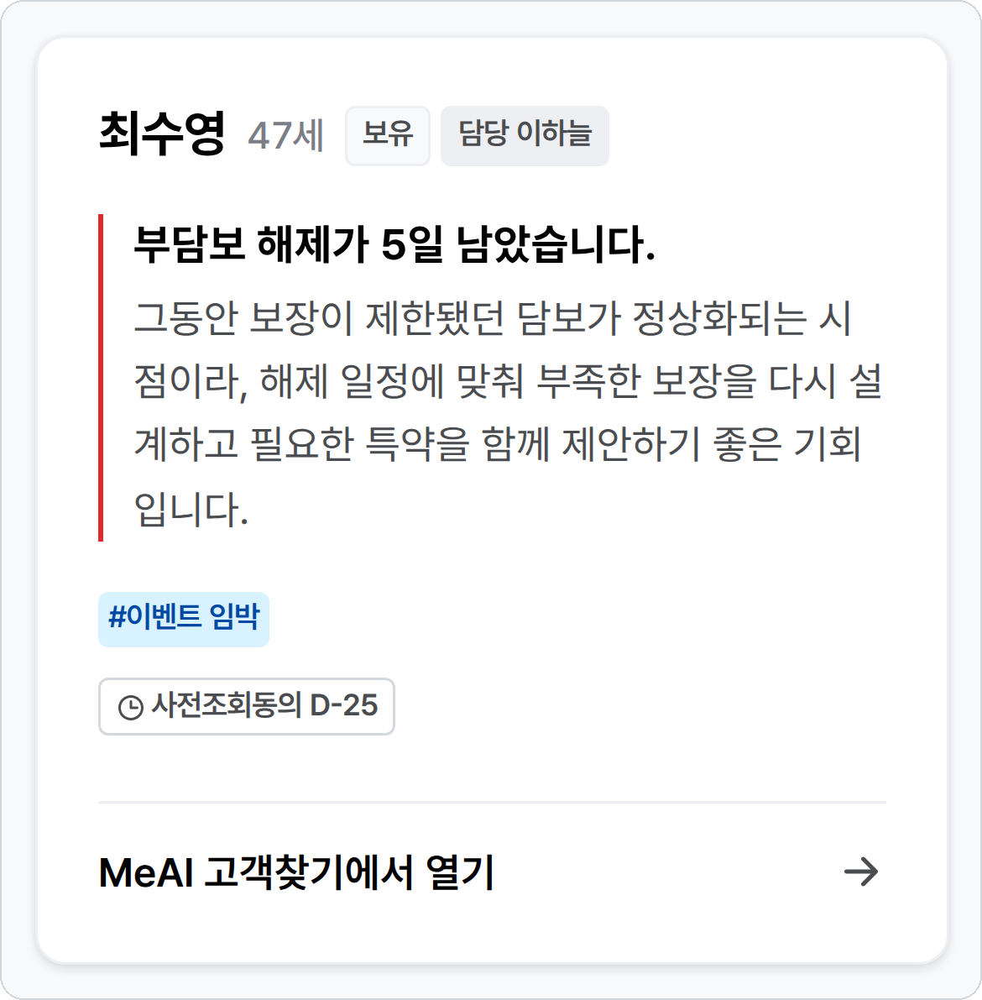 최수영 47세 보유 담당 이하늘
부담보 해제가 5일 남았습니다.
그동안 보장이 제한됐던 담보가 정상화되는 시
점이라, 해제 일정에 맞춰 부족한 보장을 다시 설
계하고 필요한 특약을 함께 제안하기 좋은 기회
입니다.
#이벤트 임박
사전조회동의 D-25
MeAI 고객찾기에서 열기